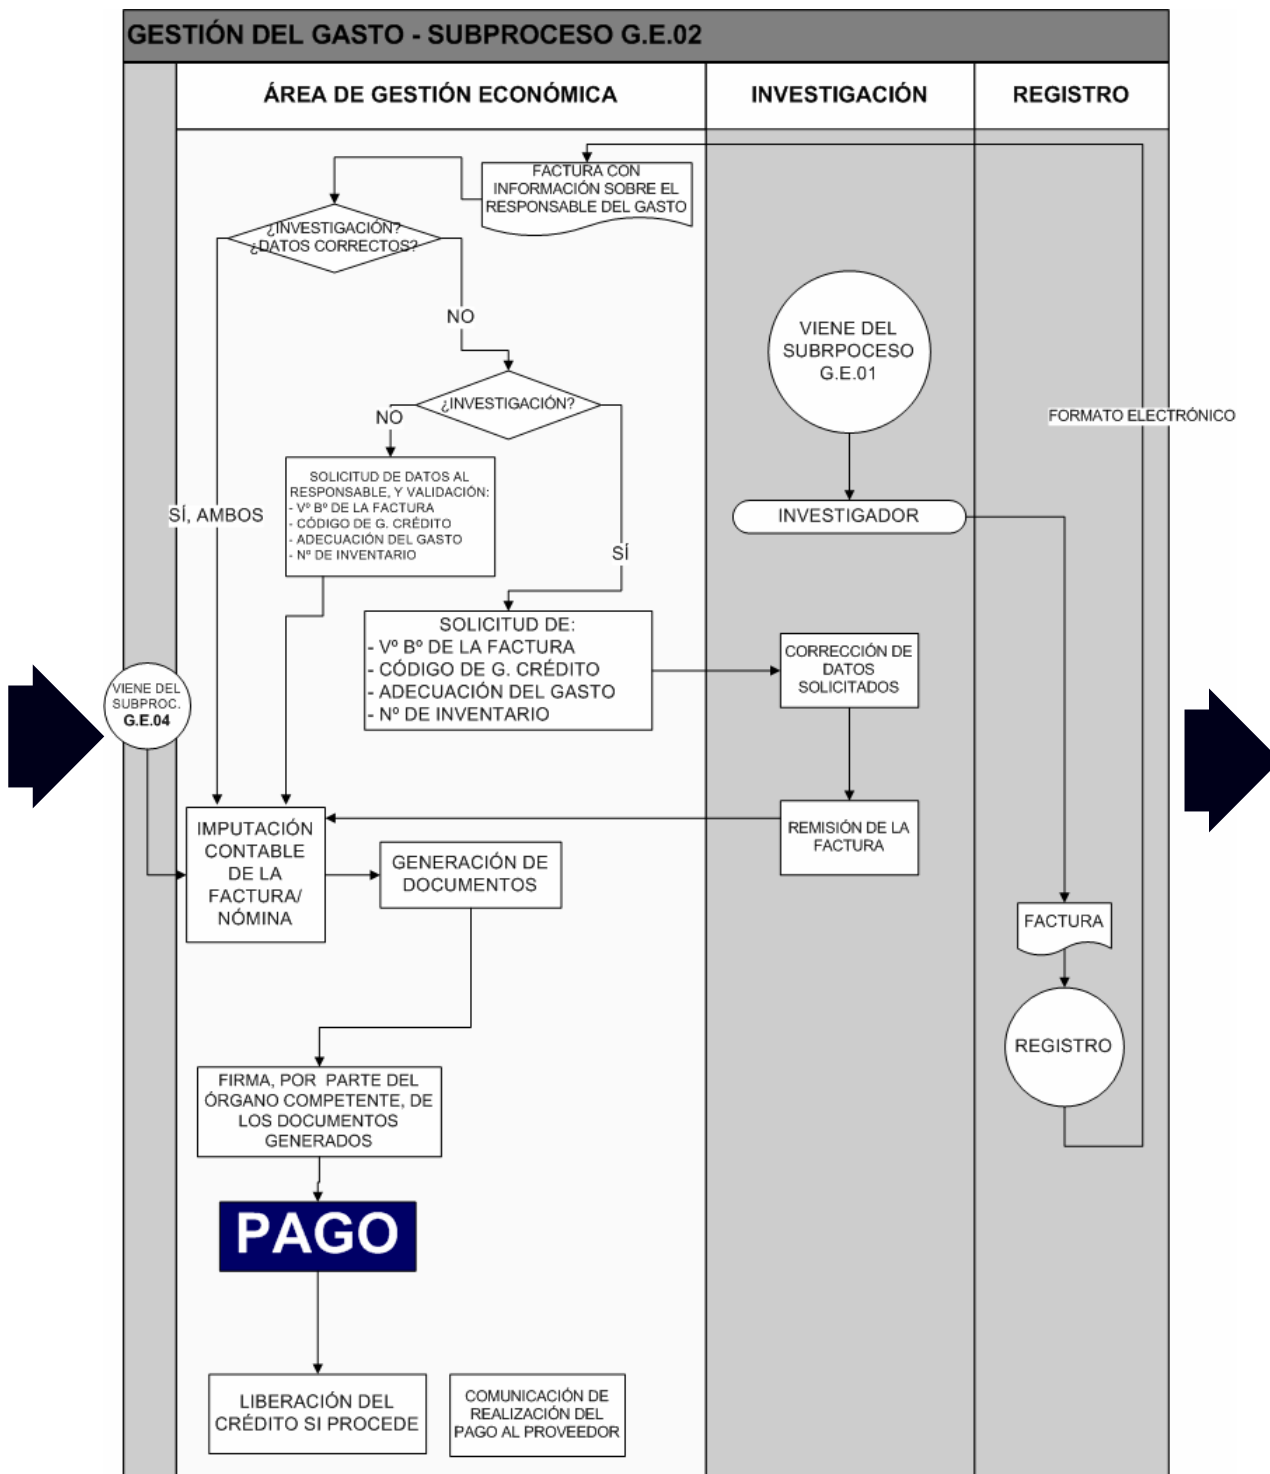 GESTIÓN DEL GASTO - SUBPROCESO G.E.02
ÁREA DE GESTIÓN ECONÓMICA
INVESTIGACIÓN
REGISTRO
FACTURA CON
INFORMACIÓN SOBRE EL
RESPONSABLE DEL GASTO
¿INVESTIGACIÓN?
¿DATOS CORRECTOS?
NO
¿INVESTIGACIÓN?
NO
SÍ
SÍ, AMBOS
SOLICITUD DE DATOS AL
RESPONSABLE, Y VALIDACIÓN:
- Vº Bº DE LA FACTURA
- CÓDIGO DE G. CRÉDITO
- ADECUACIÓN DEL GASTO
- Nº DE INVENTARIO
SOLICITUD DE:
- Vº Bº DE LA FACTURA
- CÓDIGO DE G. CRÉDITO
- ADECUACIÓN DEL GASTO
- Nº DE INVENTARIO
VIENE DEL
SUBRPOCESO
G.E.01
INVESTIGADOR
FORMATO ELECTRÓNICO
CORRECCIÓN DE
DATOS
SOLICITADOS
REMISIÓN DE LA
FACTURA
VIENE DEL
SUBPROC.
G.E.04
IMPUTACIÓN
CONTABLE
DE LA
FACTURA/
NÓMINA
GENERACIÓN DE
DOCUMENTOS
FACTURA
REGISTRO
FIRMA, POR PARTE DEL
ÓRGANO COMPETENTE, DE
LOS DOCUMENTOS
GENERADOS
PAGO
LIBERACIÓN DEL
CRÉDITO SI PROCEDE
COMUNICACIÓN DE
REALIZACIÓN DEL
PAGO AL PROVEEDOR